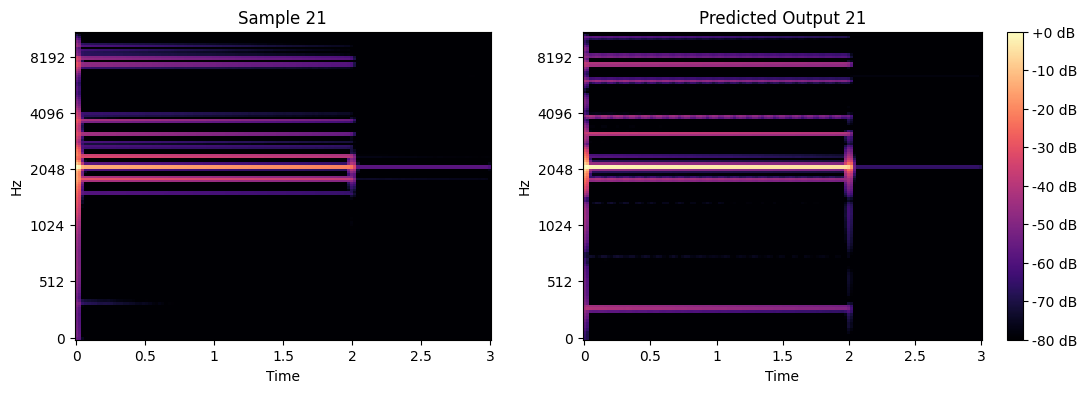 Sample 21
Predicted Output 21
8192
4096
2048
1024
512
0
Hz
0
0.5
1
1.5
2
2.5
3
Time
8192
4096
2048
1024
512
0
Hz
0
0.5
1
1.5
2
2.5
3
Time
+0 dB
-10 dB
-20 dB
-30 dB
-40 dB
-50 dB
-60 dB
-70 dB
-80 dB